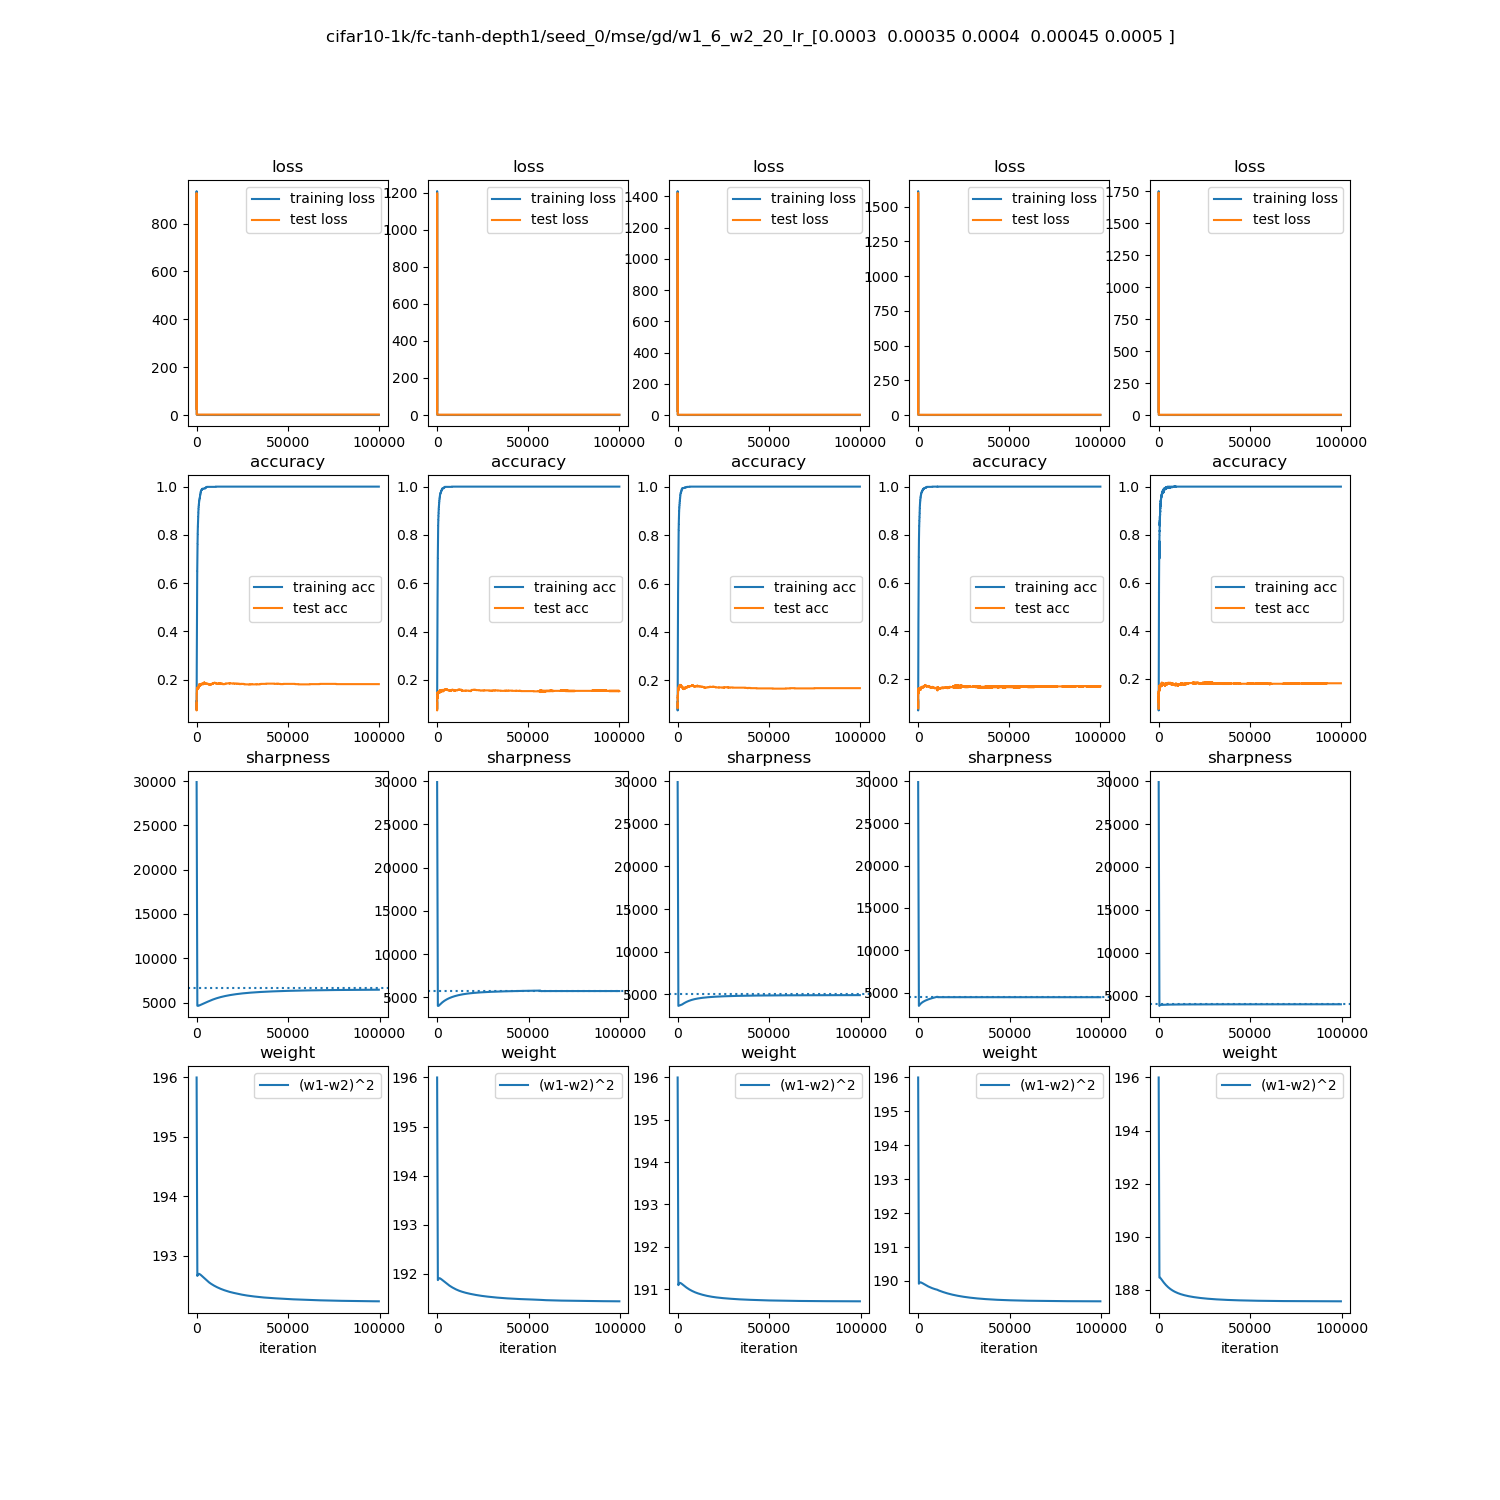 cifar10-1k/fc-tanh-depth1/seed_0/mse/gd/w1_6_w2_20_lr_[0.0003  0.00035 0.0004  0.00045 0.0005 ]
loss
training loss
test loss
800
600
400
200
0
0 50000 100000
loss
training loss
test loss
1200
1000
800
600
400
200
0
0 50000 100000
loss
training loss
test loss
1400
1200
1000
800
600
400
200
0
0 50000 100000
loss
training loss
test loss
1500
1250
1000
750
500
250
0
0 50000 100000
loss
training loss
test loss
1750
1500
1250
1000
750
500
250
0
0 50000 100000
accuracy
1.0
0.8
0.6
0.4
0.2
training acc
test acc
0 50000 100000
accuracy
1.0
0.8
0.6
0.4
0.2
training acc
test acc
0 50000 100000
accuracy
1.0
0.8
0.6
0.4
0.2
training acc
test acc
0 50000 100000
accuracy
1.0
0.8
0.6
0.4
0.2
training acc
test acc
0 50000 100000
accuracy
1.0
0.8
0.6
0.4
0.2
training acc
test acc
0 50000 100000
sharpness
30000
25000
20000
15000
10000
5000
0 50000 100000
sharpness
30000
25000
20000
15000
10000
5000
0 50000 100000
sharpness
30000
25000
20000
15000
10000
5000
0 50000 100000
sharpness
30000
25000
20000
15000
10000
5000
0 50000 100000
sharpness
30000
25000
20000
15000
10000
5000
0 50000 100000
weight
(w1-w2)^2
196
195
194
193
0 50000 100000
iteration
weight
(w1-w2)^2
196
195
194
193
192
0 50000 100000
iteration
weight
(w1-w2)^2
196
195
194
193
192
191
0 50000 100000
iteration
weight
(w1-w2)^2
196
195
194
193
192
191
190
0 50000 100000
iteration
weight
(w1-w2)^2
196
194
192
190
188
0 50000 100000
iteration